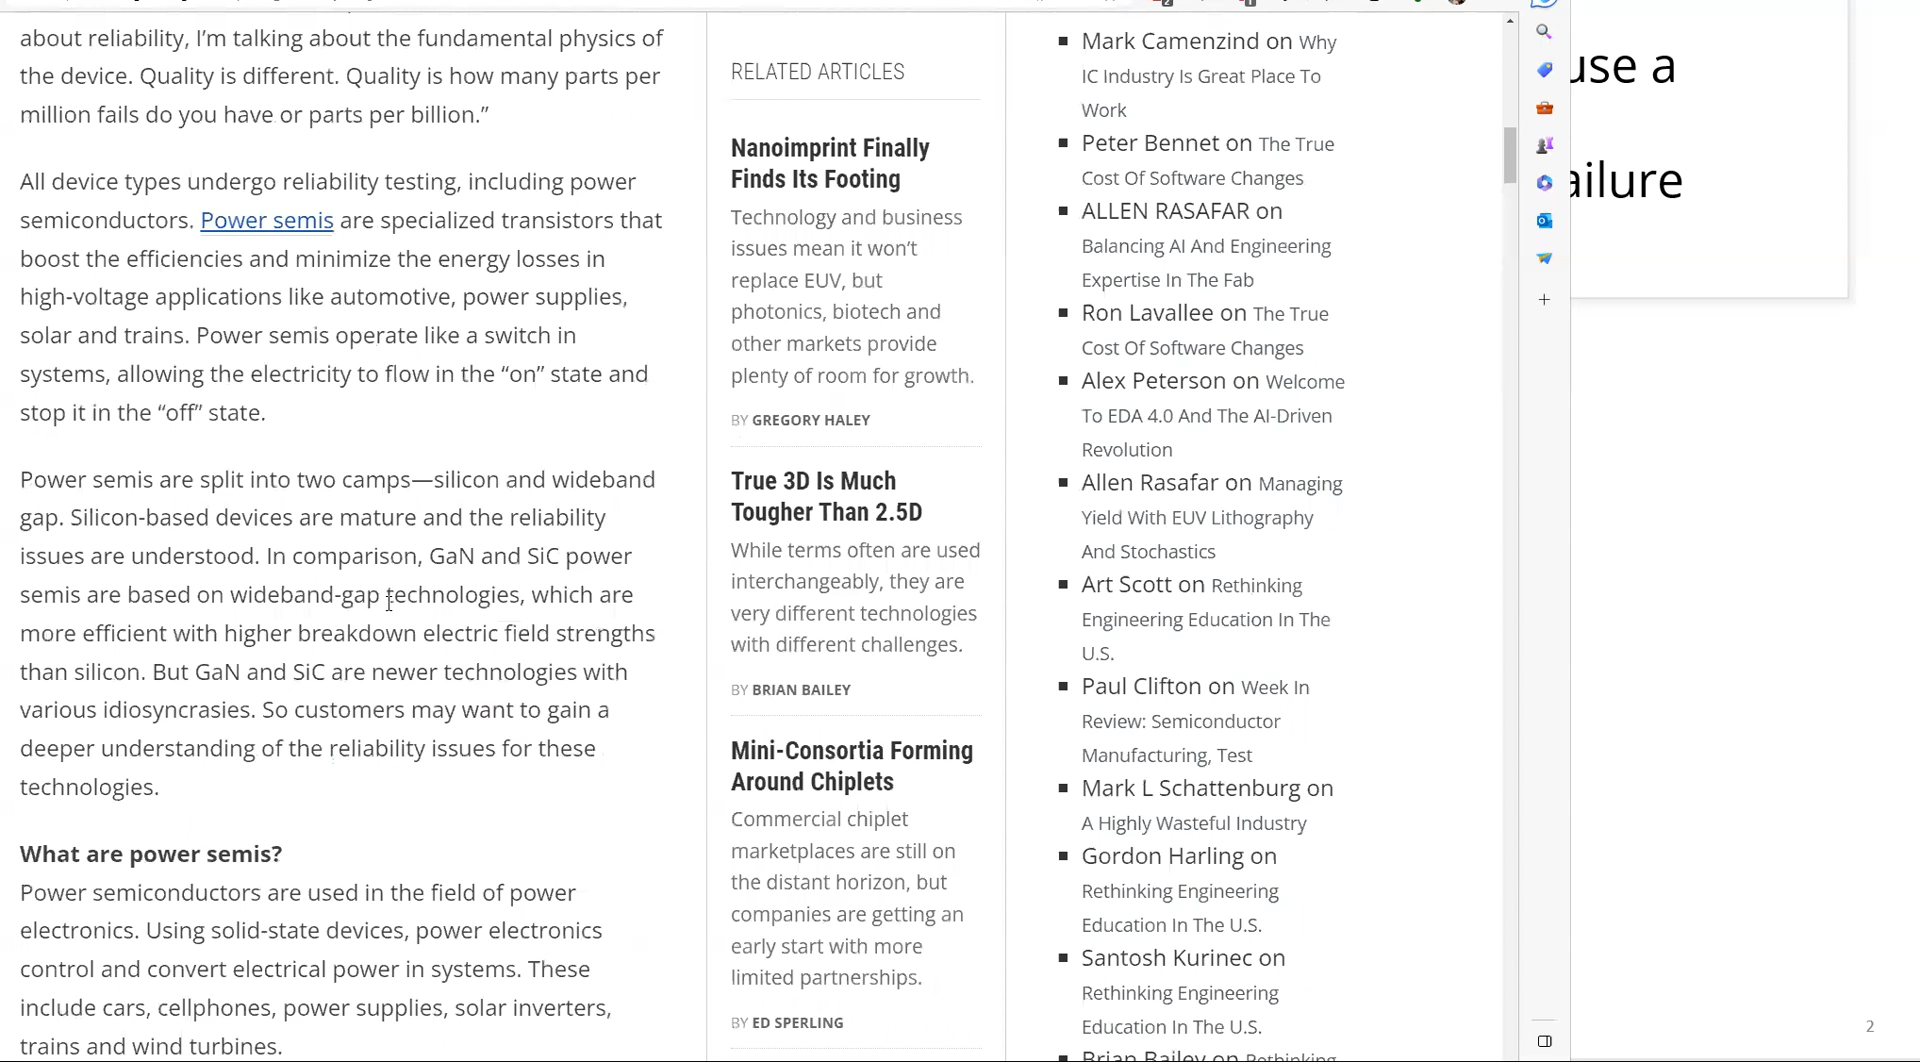 about reliability, I’m talking about the fundamental physics of
the device. Quality is different. Quality is how many parts per
million fails do you have or parts per billion.”
All device types undergo reliability testing, including power
semiconductors. Power semis are specialized transistors that
boost the efficiencies and minimize the energy losses in
high-voltage applications like automotive, power supplies,
solar and trains. Power semis operate like a switch in
systems, allowing the electricity to flow in the “on” state and
stop it in the “off” state.
Power semis are split into two camps—silicon and wideband
gap. Silicon-based devices are mature and the reliability
issues are understood. In comparison, GaN and SiC power
semis are based on wideband-gap technologies, which are
more efficient with higher breakdown electric field strengths
than silicon. But GaN and SiC are newer technologies with
various idiosyncrasies. So customers may want to gain a
deeper understanding of the reliability issues for these
technologies.
What are power semis?
Power semiconductors are used in the field of power
electronics. Using solid-state devices, power electronics
control and convert electrical power in systems. These
include cars, cellphones, power supplies, solar inverters,
trains and wind turbines.
RELATED ARTICLES
Nanoimprint Finally
Finds Its Footing
Technology and business
issues mean it won’t
replace EUV, but
photonics, biotech and
other markets provide
plenty of room for growth.
BY GREGORY HALEY
True 3D Is Much
Tougher Than 2.5D
While terms often are used
interchangeably, they are
very different technologies
with different challenges.
BY BRIAN BAILEY
Mini-Consortia Forming
Around Chiplets
Commercial chiplet
marketplaces are still on
the distant horizon, but
companies are getting an
early start with more
limited partnerships.
BY ED SPERLING
Mark Camenzind on Why
IC Industry Is Great Place To
Work
Peter Bennet on The True
Cost Of Software Changes
ALLEN RASAFAR on
Balancing AI And Engineering
Expertise In The Fab
Ron Lavallee on The True
Cost Of Software Changes
Alex Peterson on Welcome
To EDA 4.0 And The AI-Driven
Revolution
Allen Rasafar on Managing
Yield With EUV Lithography
And Stochastics
Art Scott on Rethinking
Engineering Education In The
U.S.
Paul Clifton on Week In
Review: Semiconductor
Manufacturing, Test
Mark L Schattenburg on
A Highly Wasteful Industry
Gordon Harling on
Rethinking Engineering
Education In The U.S.
Santosh Kurinec on
Rethinking Engineering
Education In The U.S.
Brian Bailey on Rethinking
use a
ailure
2